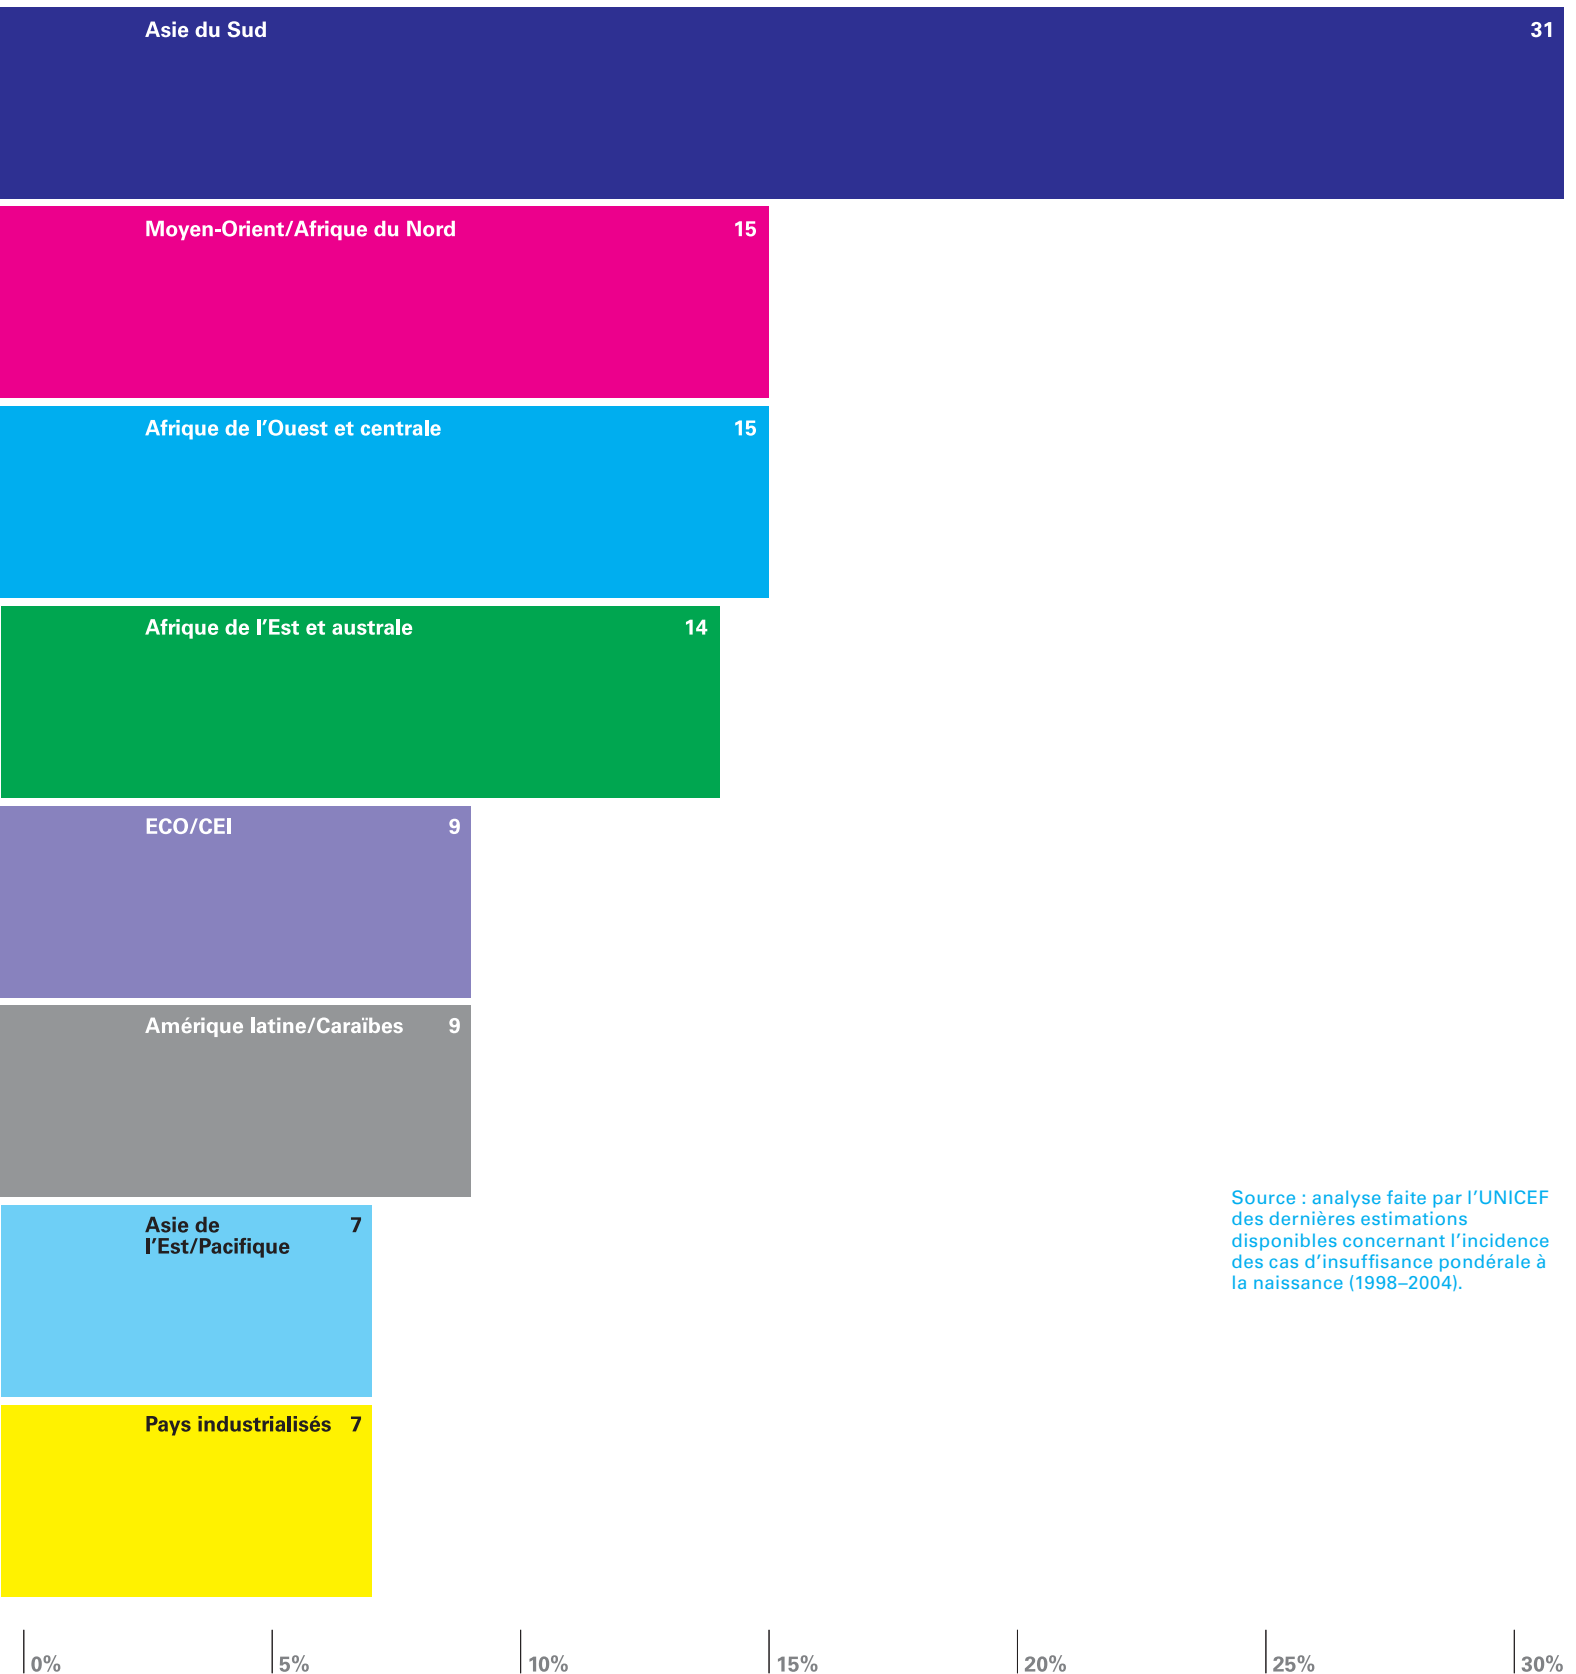 Asie du Sud 31
Moyen-Orient/Afrique du Nord 15
Afrique de l’Ouest et centrale 15
Afrique de l’Est et australe 14
ECO/CEI 9
Amérique latine/Caraïbes 9
Asie de 7
l’Est/Pacifique
Source : analyse faite par l’UNICEF
des dernières estimations
disponibles concernant l’incidence
des cas d’insuffisance pondérale à
la naissance (1998–2004).
Pays industrialisés 7
0% 5% 10% 15% 20% 25% 30%